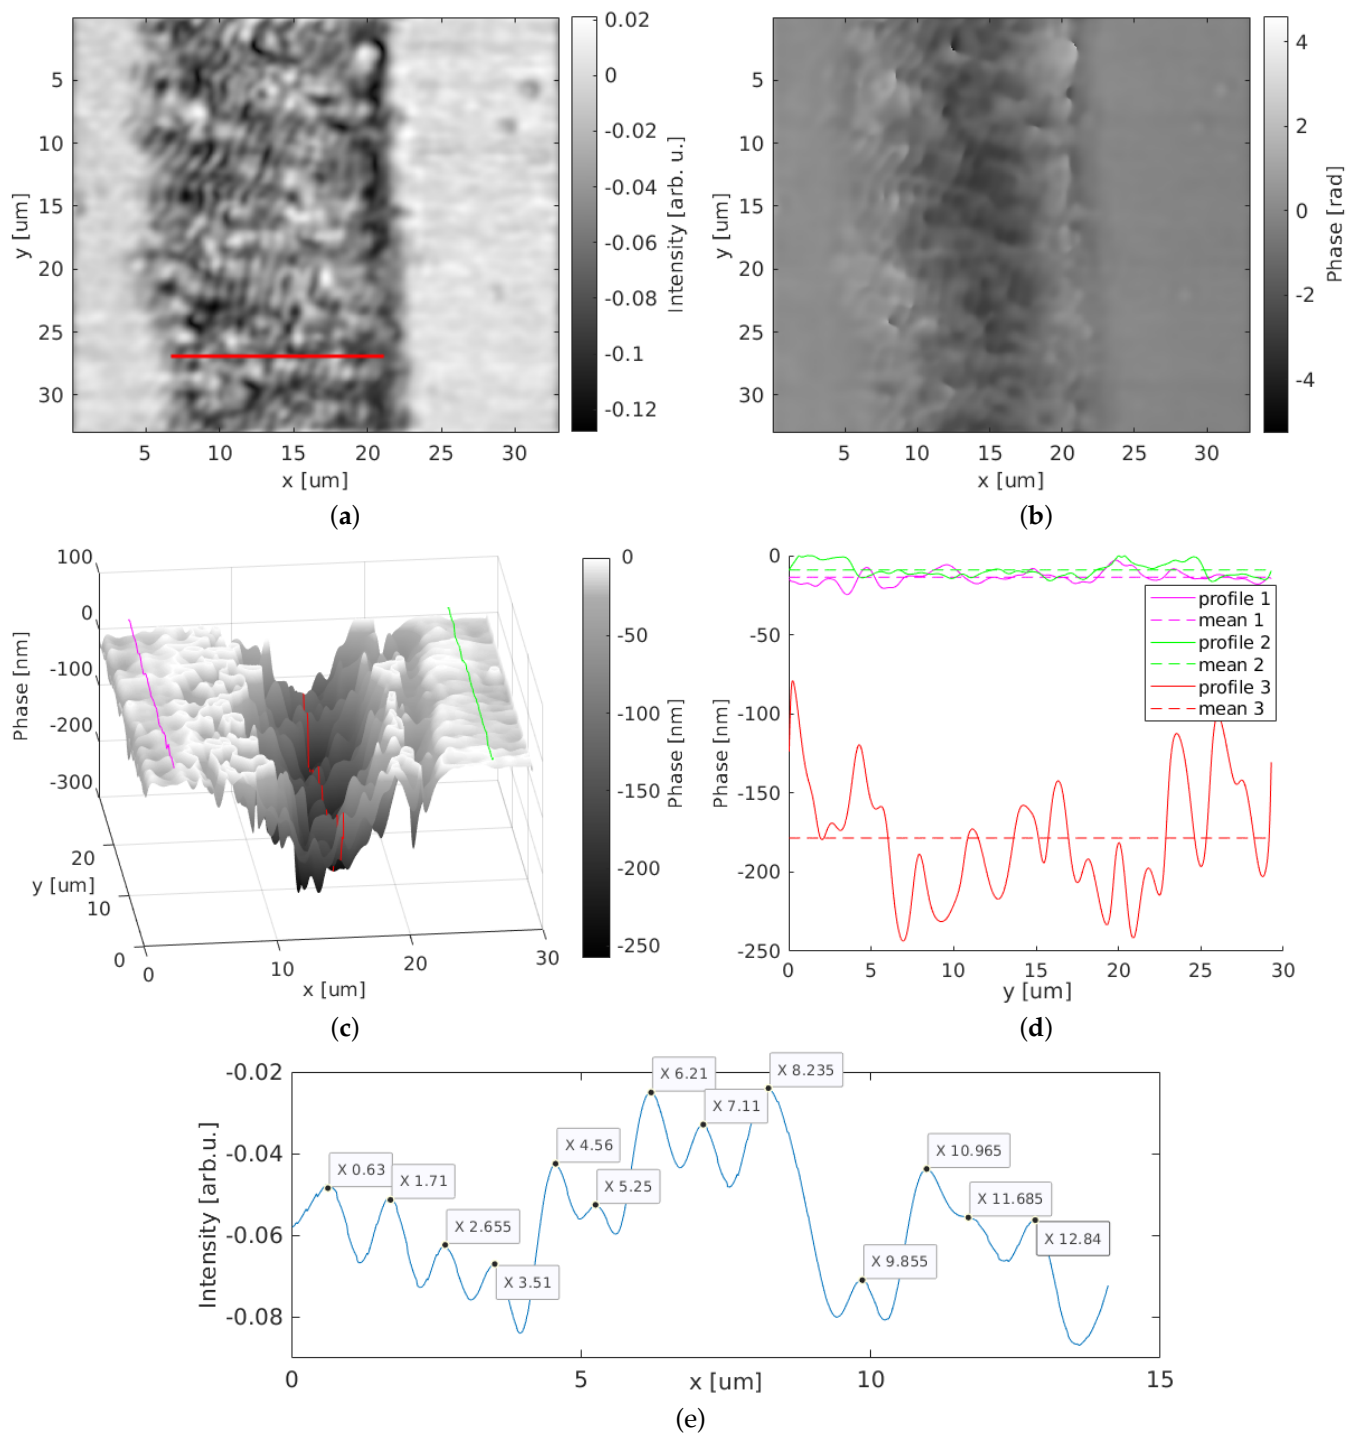 0.02
0
-0.02
-0.04
-0.06
-0.08
-0.1
-0.12
Intensity [arb. u.]
5
10
15
20
25
30
y [um]
5 10 15 20 25 30
x [um]
(a)
4
2
0
-2
-4
Phase [rad]
5
10
15
20
25
30
y [um]
5 10 15 20 25 30
x [um]
(b)
100
0
-100
-200
-300
Phase [nm]
20
10
0
y [um]
0 10 20 30
x [um]
0
-50
-100
-150
-200
-250
Phase [nm]
(c)
0
-50
-100
-150
-200
-250
Phase [nm]
profile 1
mean 1
profile 2
mean 2
profile 3
mean 3
0 5 10 15 20 25 30
y [um]
(d)
-0.02
-0.04
-0.06
-0.08
Intensity [arb.u.]
X 0.63
X 1.71
X 2.655
X 3.51
X 4.56
X 5.25
X 6.21
X 7.11
X 8.235
X 9.855
X 10.965
X 11.685
X 12.84
0 5 10 15
x [um]
(e)